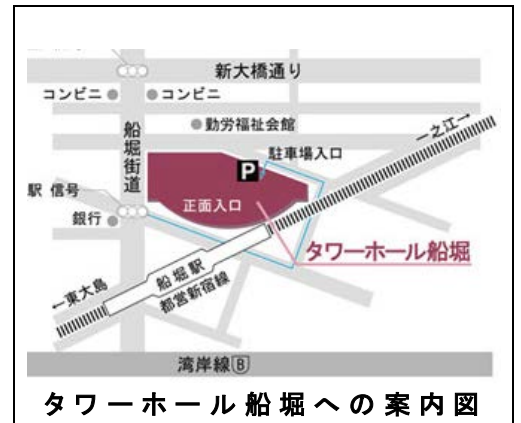 新大橋通り
コンビニ
コンビニ
船堀街道
勤労福祉会館
駐車場入口
一之江→
P
駅 信号
正面入口
銀行
タワーホール船堀
船堀駅
都営新宿線
←東大島
湾岸線B
タワーホール船堀への案内図